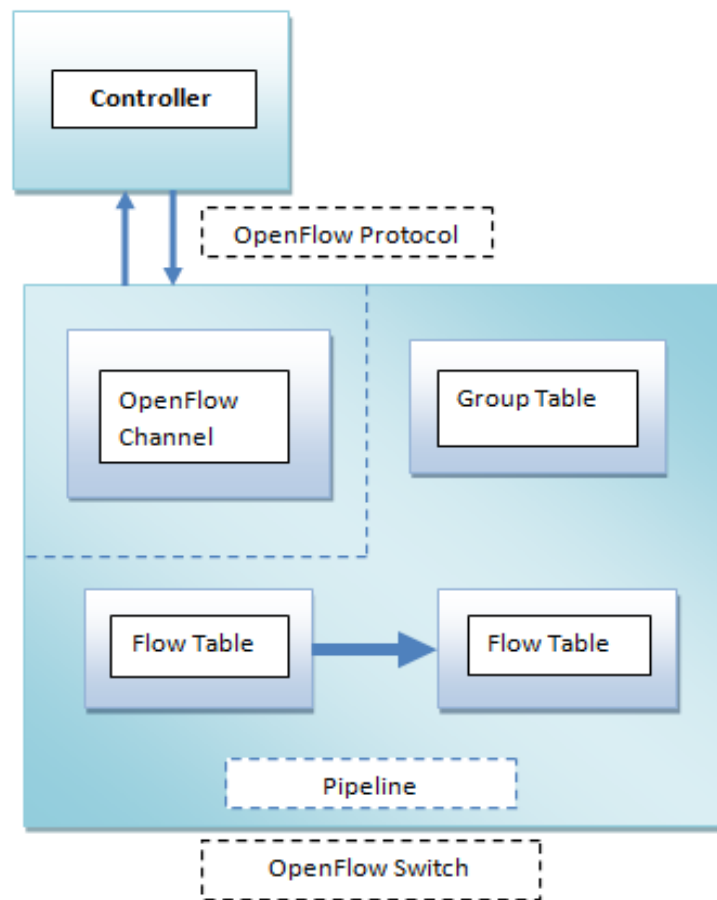 Controller
OpenFlow Protocol
OpenFlow
Channel
Group Table
Flow Table
Flow Table
Pipeline
OpenFlow Switch